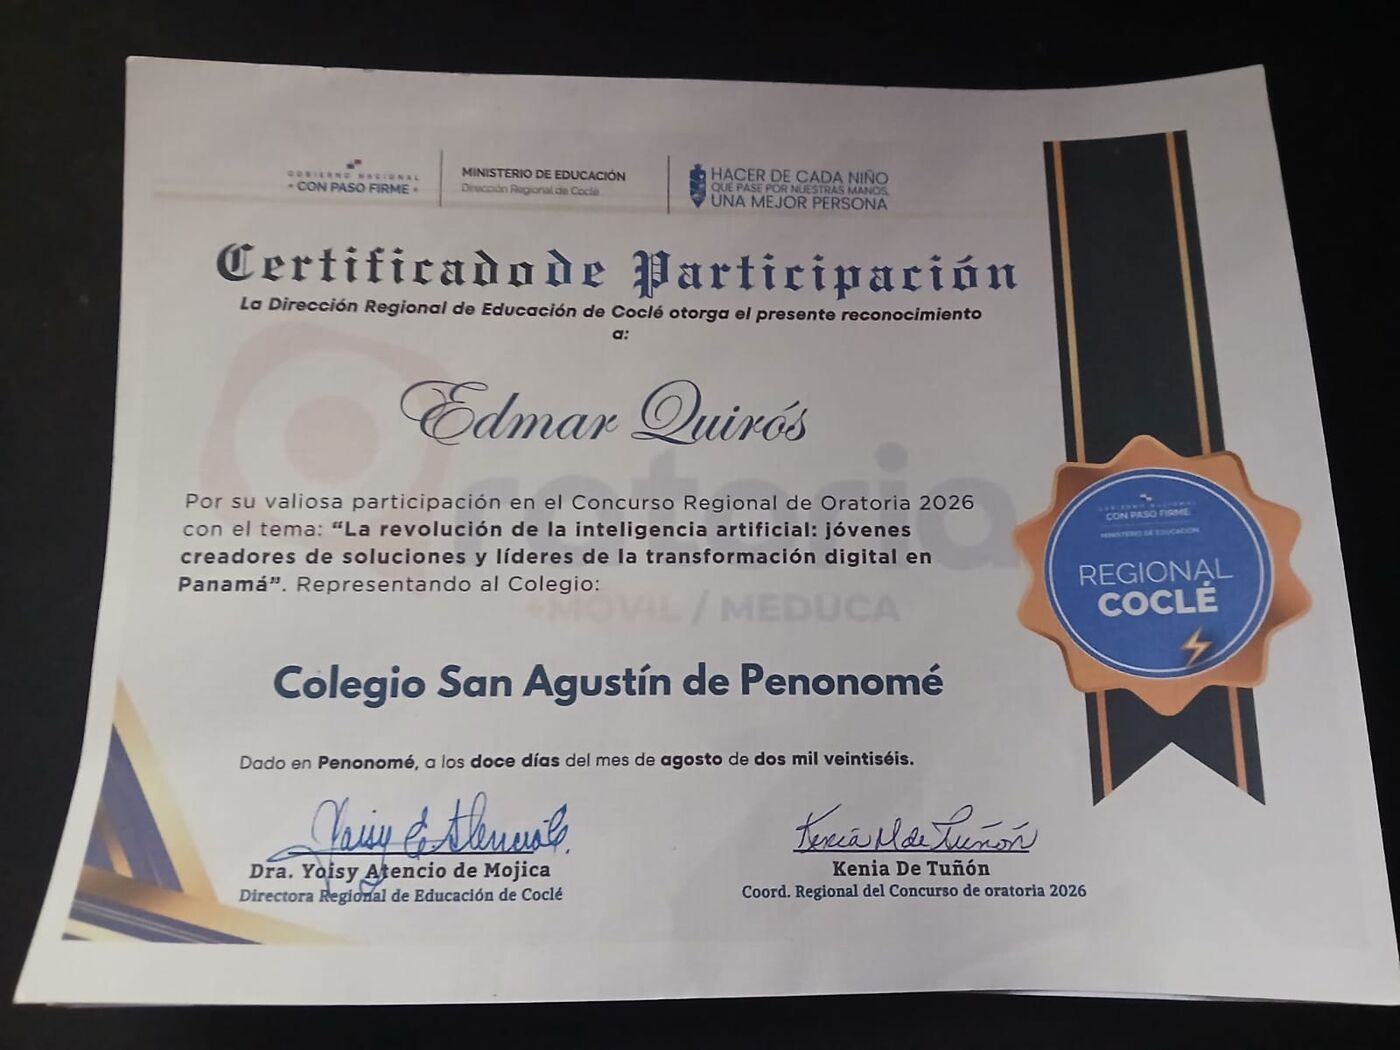 GOBIERNO NACIONAL
• CON PASO FIRME •
MINISTERIO DE EDUCACIÓN
Dirección Regional de Coclé
HACER DE CADA NIÑO
QUE PASE POR NUESTRAS MANOS,
UNA MEJOR PERSONA
Certificado de Participación
La Dirección Regional de Educación de Coclé otorga el presente reconocimiento
a:
Edmar Quirós
Por su valiosa participación en el Concurso Regional de Oratoria 2026
con el tema: “La revolución de la inteligencia artificial: jóvenes
creadores de soluciones y líderes de la transformación digital en
Panamá”. Representando al Colegio:
Oratoria
+MÓVIL / MEDUCA
Colegio San Agustín de Penonomé
Dado en Penonomé, a los doce días del mes de agosto de dos mil veintiséis.
Dra. Yoisy Atencio de Mojica
Directora Regional de Educación de Coclé
Kenia M de Tuñón
Kenia De Tuñón
Coord. Regional del Concurso de oratoria 2026
GOBIERNO NACIONAL
CON PASO FIRME
MINISTERIO DE EDUCACIÓN
REGIONAL
COCLÉ